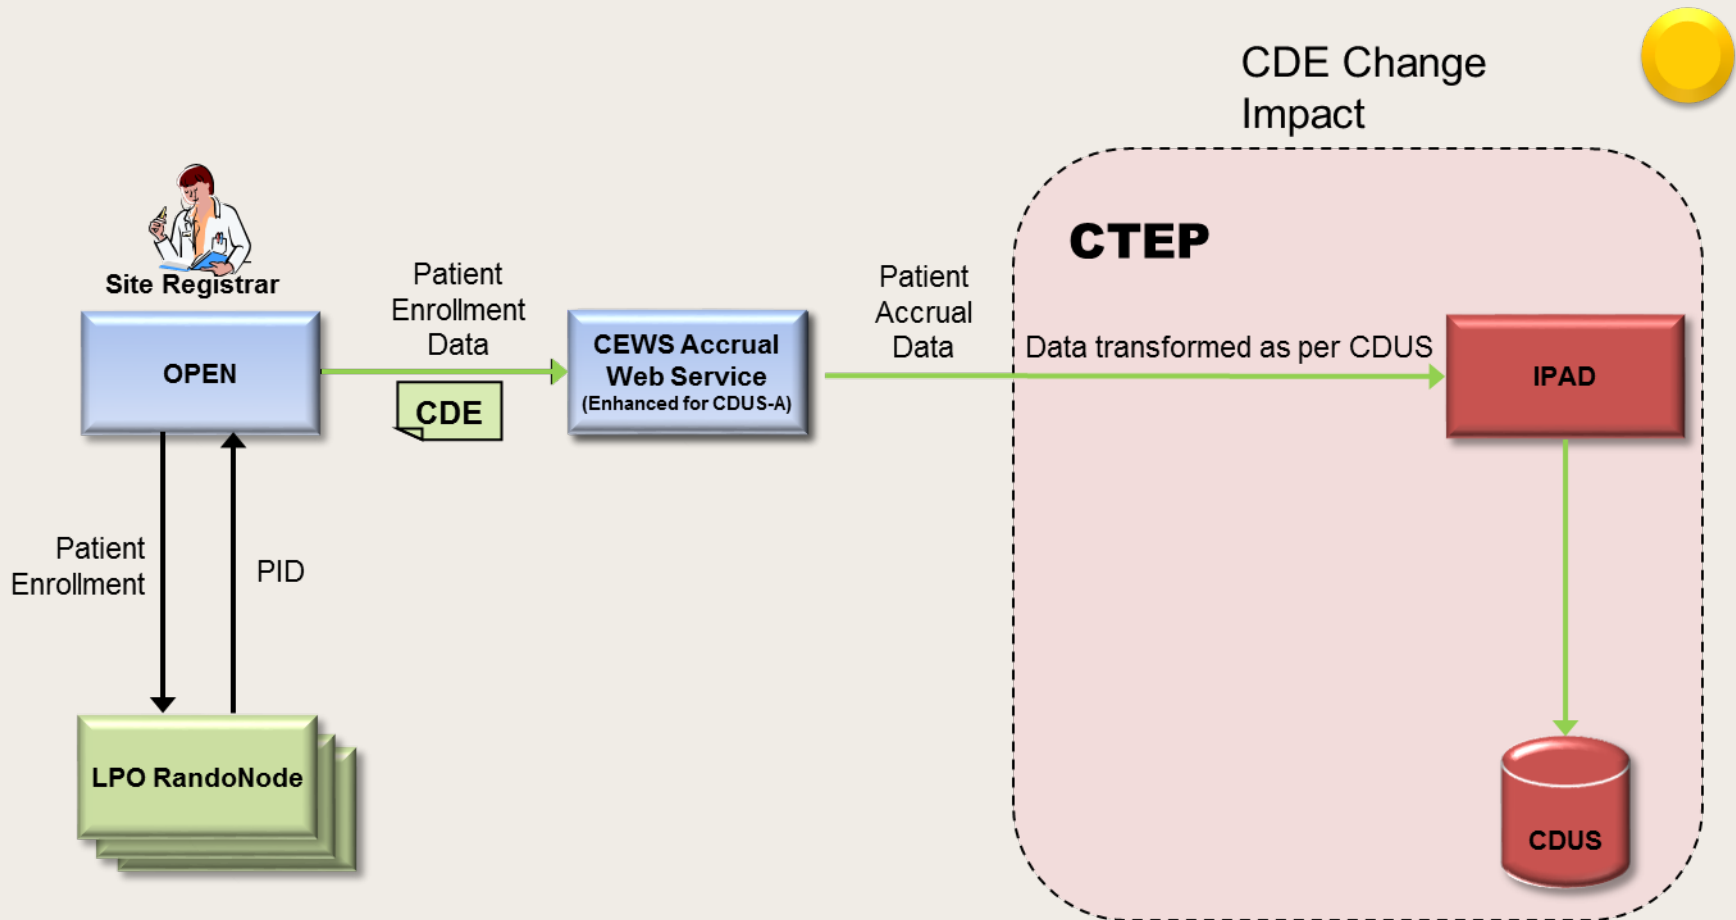 CDE Change
Impact
CTEP
Site Registrar
OPEN
Patient
Enrollment
Data
CDE
CEWS Accrual
Web Service
(Enhanced for CDUS-A)
Patient
Accrual
Data
Data transformed as per CDUS
IPAD
Patient
Enrollment
PID
LPO RandoNode
CDUS